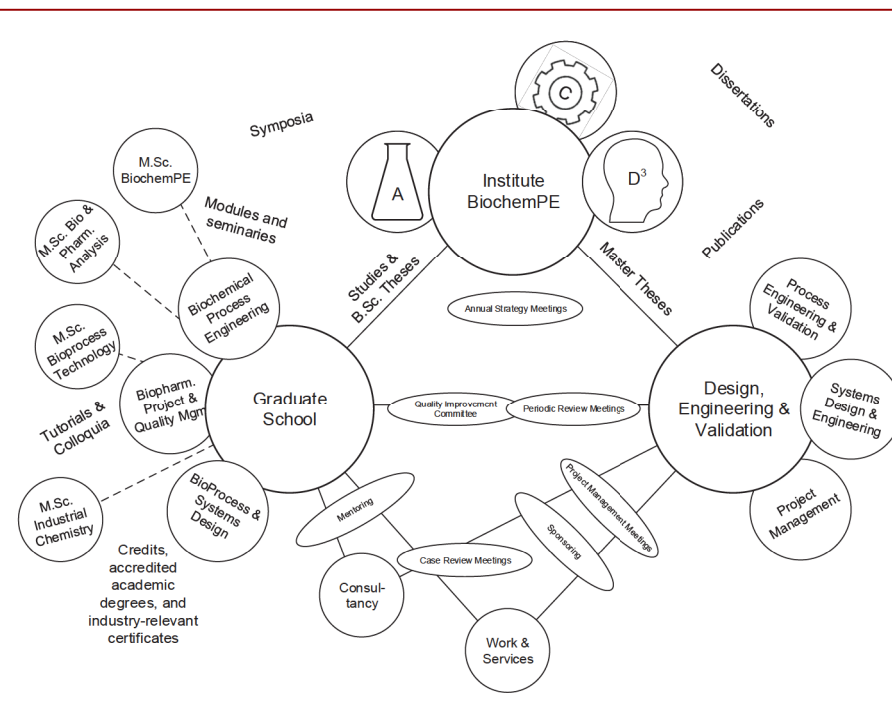 C
Dissertations
Symposia
M.Sc.
BiochemPE
A
Institute
BiochemPE
D³
Modules and
seminaries
M.Sc. Bio &
Pharm.
Analysis
Studies &
B.Sc. Theses
Master Theses
Publications
Biochemical
Process
Engineering
Annual Strategy Meetings
Process
Engineering &
Validation
M.Sc.
Bioprocess
Technology
Biopharm.
Project &
Quality Mgm
Graduate
School
Quality Improvement
Committee
Periodic Review Meetings
Design,
Engineering &
Validation
Systems
Design &
Engineering
Tutorials &
Colloquia
BioProcess &
Systems
Design
M.Sc.
Industrial
Chemistry
Mentoring
Sponsoring
Project Management Meetings
Project
Management
Credits,
accredited
academic
degrees, and
industry-relevant
certificates
Case Review Meetings
Consul-
tancy
Work &
Services